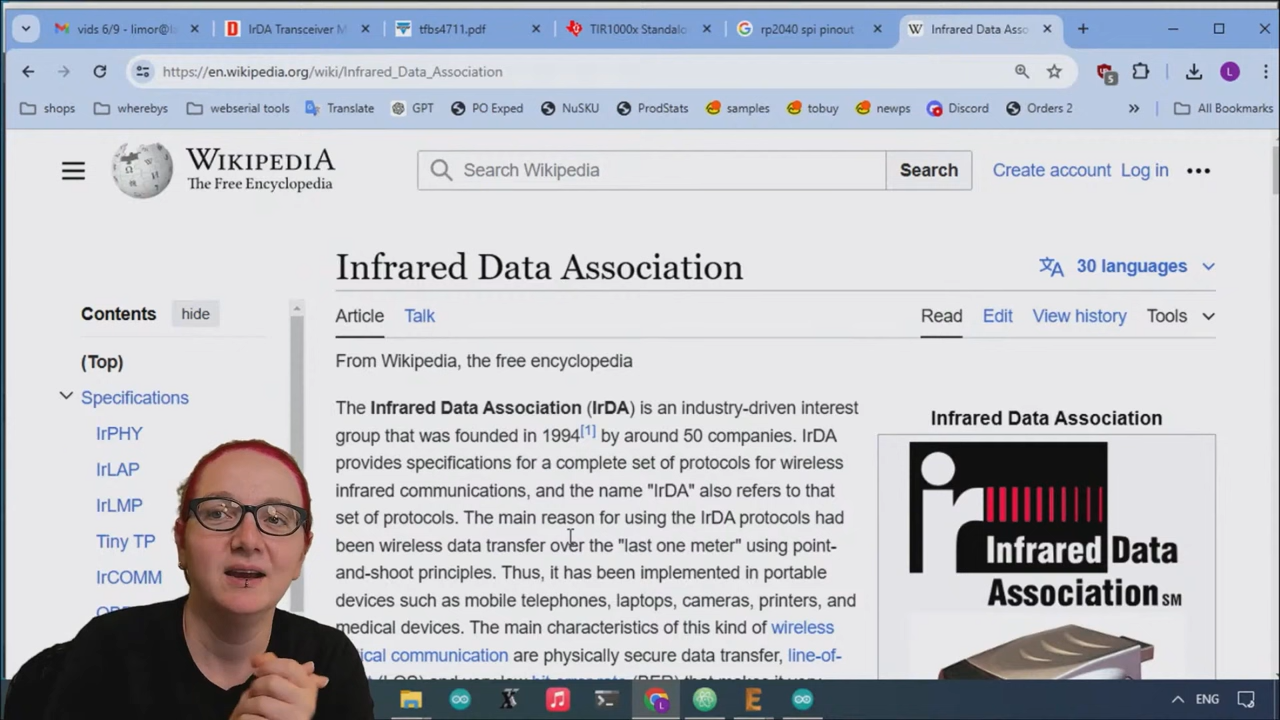 vids 6/9 - limor@
IrDA Transceiver M
tfbs4711.pdf
TIR1000x Standalo
rp2040 spi pinout
Infrared Data Asso
https://en.wikipedia.org/wiki/Infrared_Data_Association
5
L
shops
wherebys
webserial tools
Translate
GPT
PO Exped
NuSKU
ProdStats
samples
tobuy
newps
Discord
Orders 2
All Bookmarks
WIKIPEDIA
The Free Encyclopedia
Search Wikipedia
Search
Create account
Log in
Infrared Data Association
30 languages
Contents
hide
Article
Talk
Read
Edit
View history
Tools
(Top)
Specifications
IrPHY
IrLAP
IrLMP
Tiny TP
IrCOMM
From Wikipedia, the free encyclopedia
The Infrared Data Association (IrDA) is an industry-driven interest
group that was founded in 1994[1] by around 50 companies. IrDA
provides specifications for a complete set of protocols for wireless
infrared communications, and the name "IrDA" also refers to that
set of protocols. The main reason for using the IrDA protocols had
been wireless data transfer over the "last one meter" using point-
and-shoot principles. Thus, it has been implemented in portable
devices such as mobile telephones, laptops, cameras, printers, and
medical devices. The main characteristics of this kind of wireless
communication are physically secure data transfer, line-of-
Infrared Data Association
ir
Infrared Data
Association SM
L
ENG